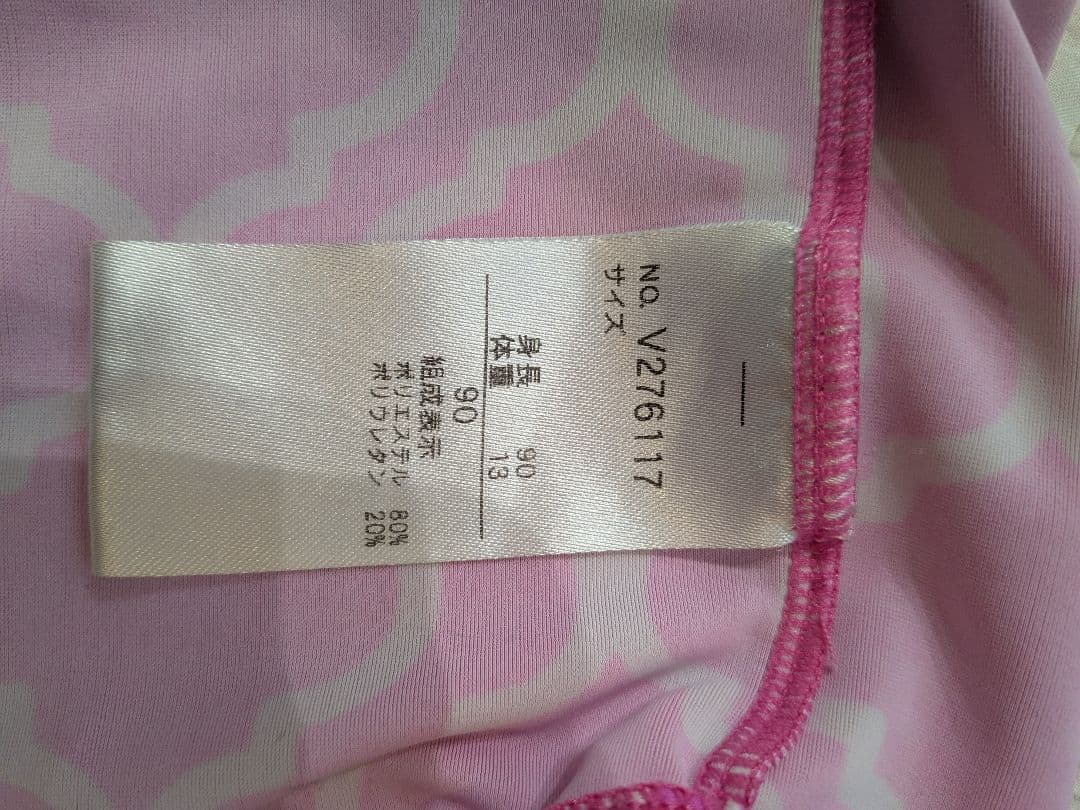 NO. V276117
サイズ
身長 90
体重 13
90
組成表示
ポリエステル 80%
ポリウレタン 20%